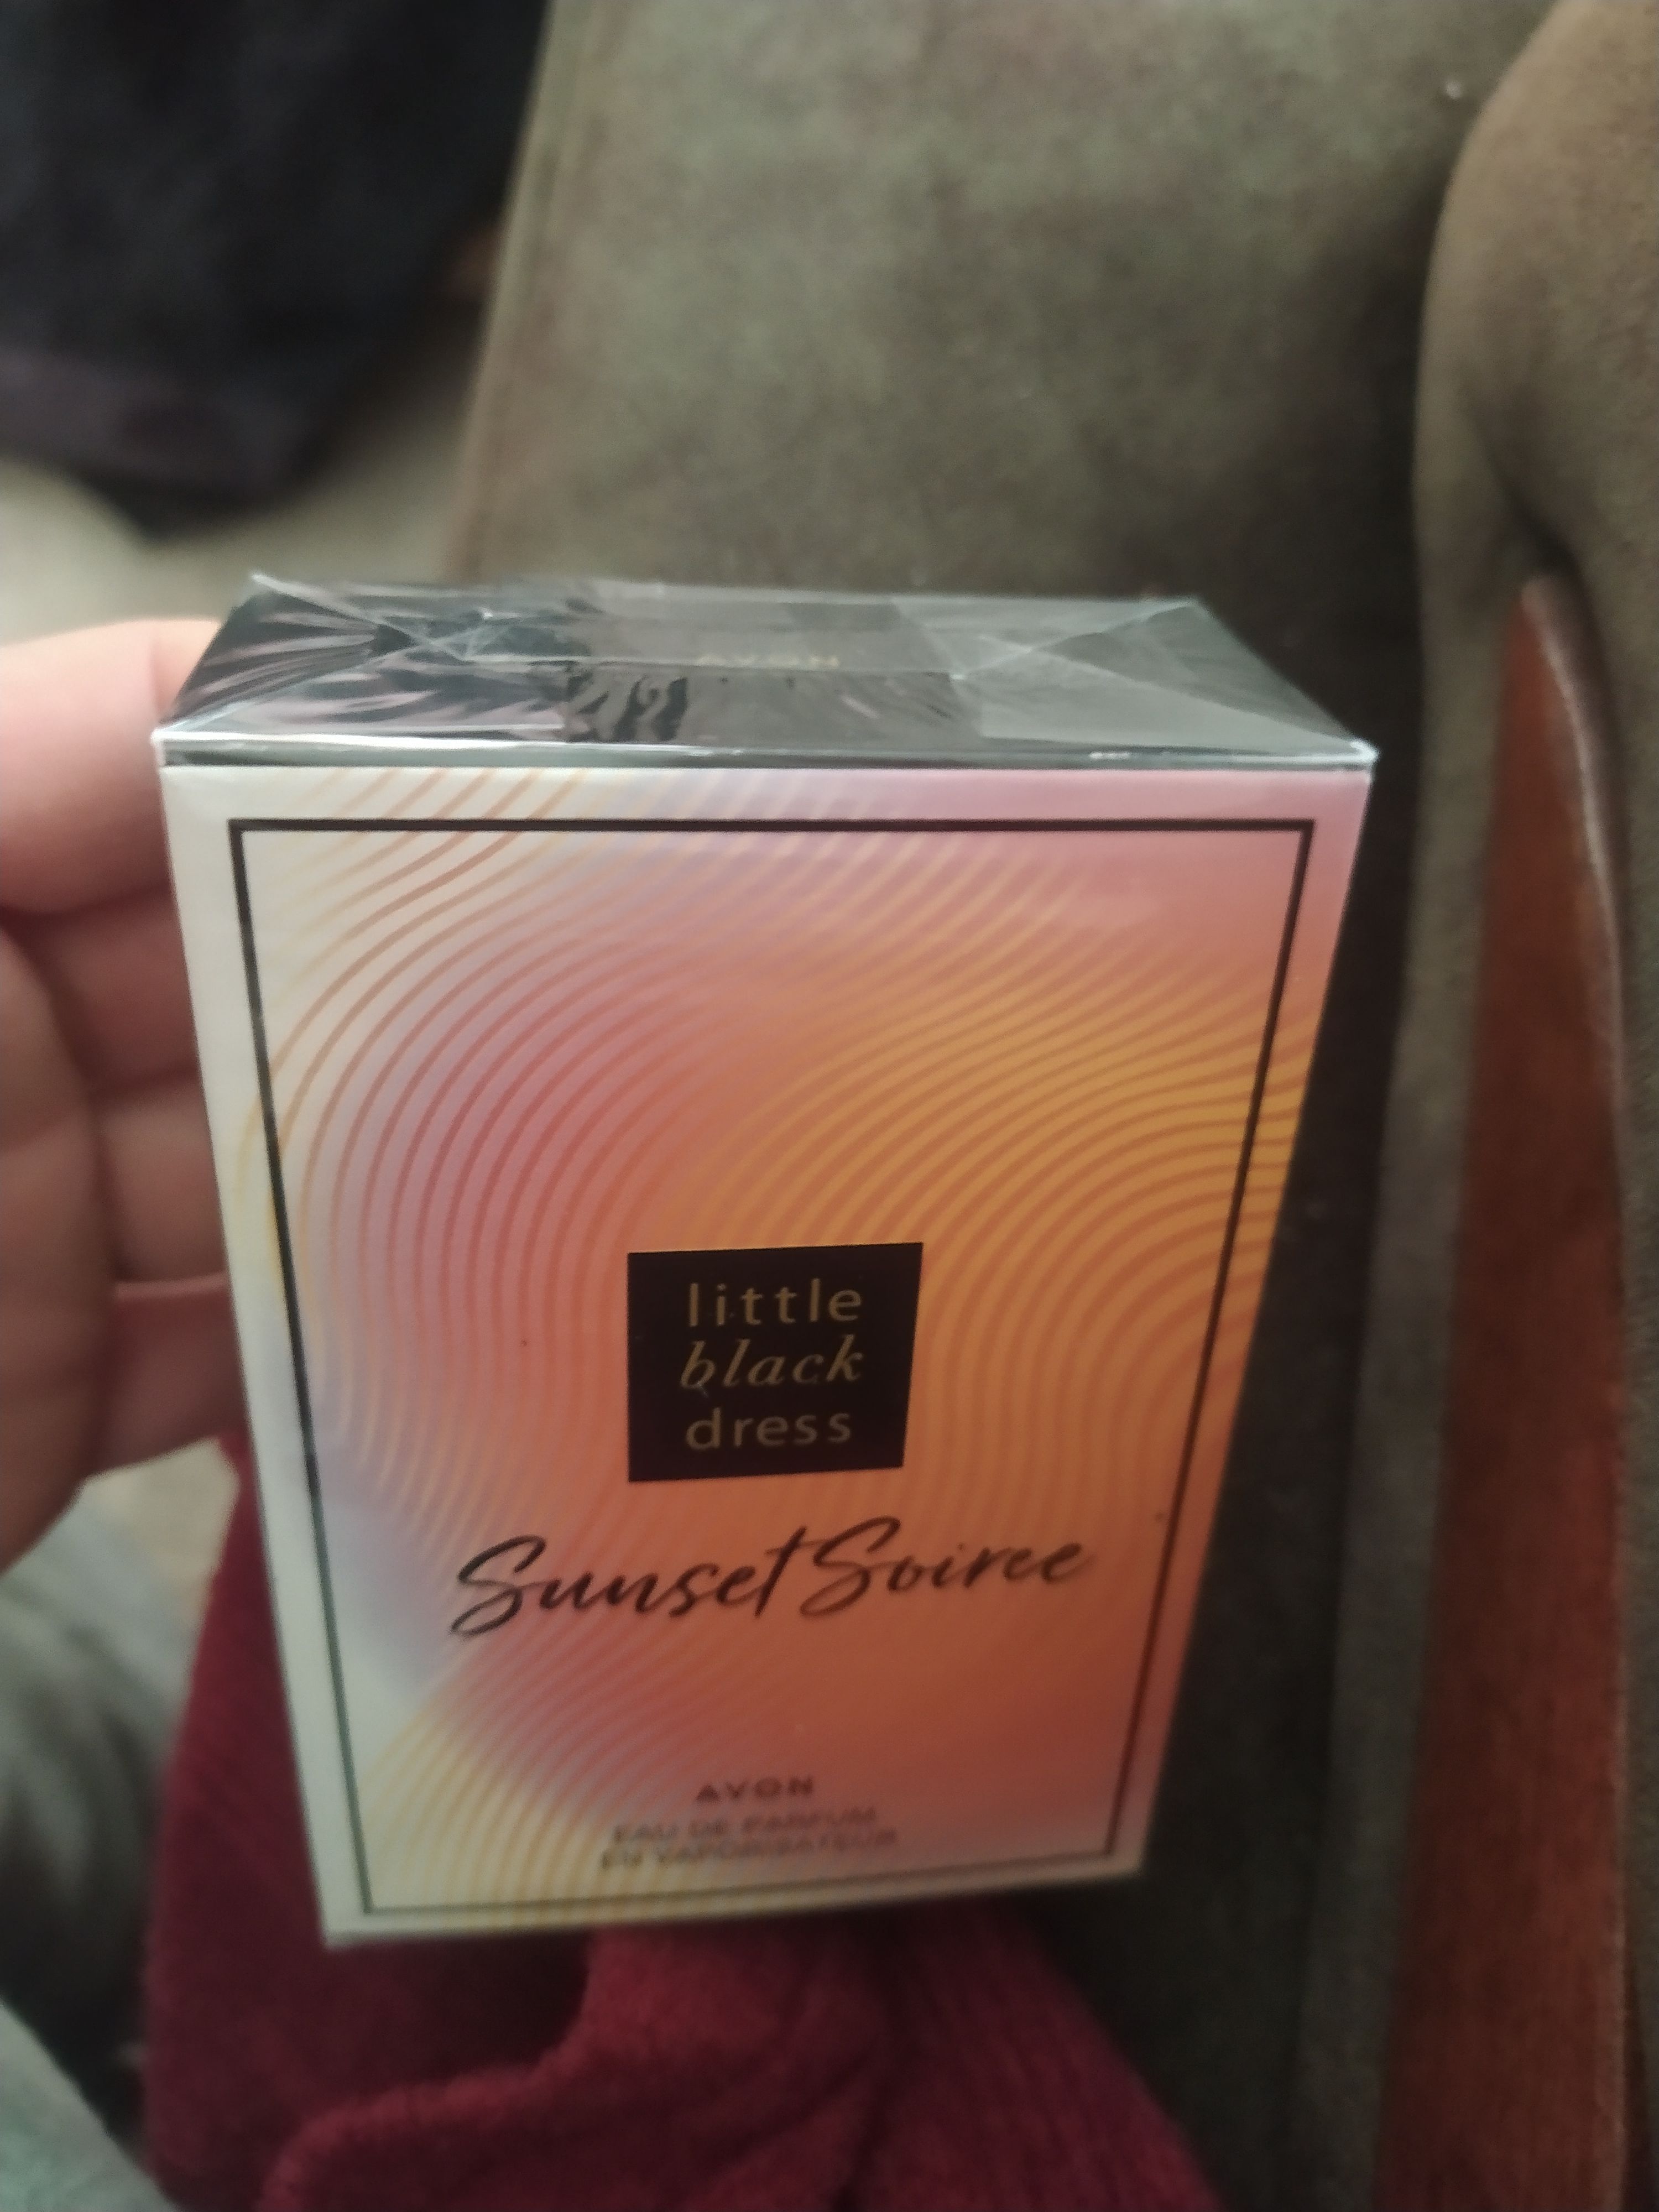 AVON
little
black
dress
Sunset Soiree
AVON
EAU DE PARFUM
EN VAPORISATEUR